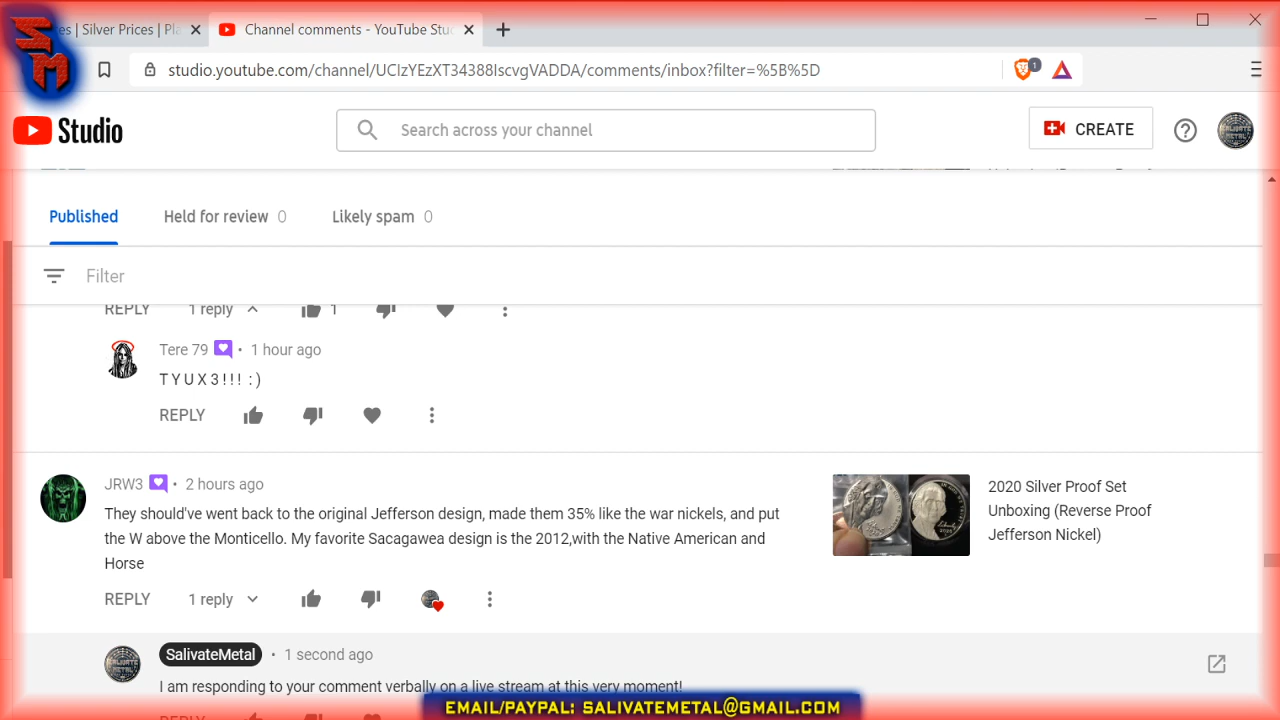 SM
es | Silver Prices | Pla
Channel comments - YouTube Stud
studio.youtube.com/channel/UCIzYEzXT34388IscvgVADDA/comments/inbox?filter=%5B%5D
1
Studio
Search across your channel
CREATE
Published
Held for review 0
Likely spam 0
Filter
REPLY 1 reply 1
Tere 79 • 1 hour ago
T Y U X 3 ! ! ! : )
REPLY
JRW3 • 2 hours ago
They should've went back to the original Jefferson design, made them 35% like the war nickels, and put
the W above the Monticello. My favorite Sacagawea design is the 2012,with the Native American and
Horse
2020 Silver Proof Set
Unboxing (Reverse Proof
Jefferson Nickel)
REPLY 1 reply
SalivateMetal • 1 second ago
I am responding to your comment verbally on a live stream at this very moment!
EMAIL/PAYPAL: SALIVATEMETAL@GMAIL.COM